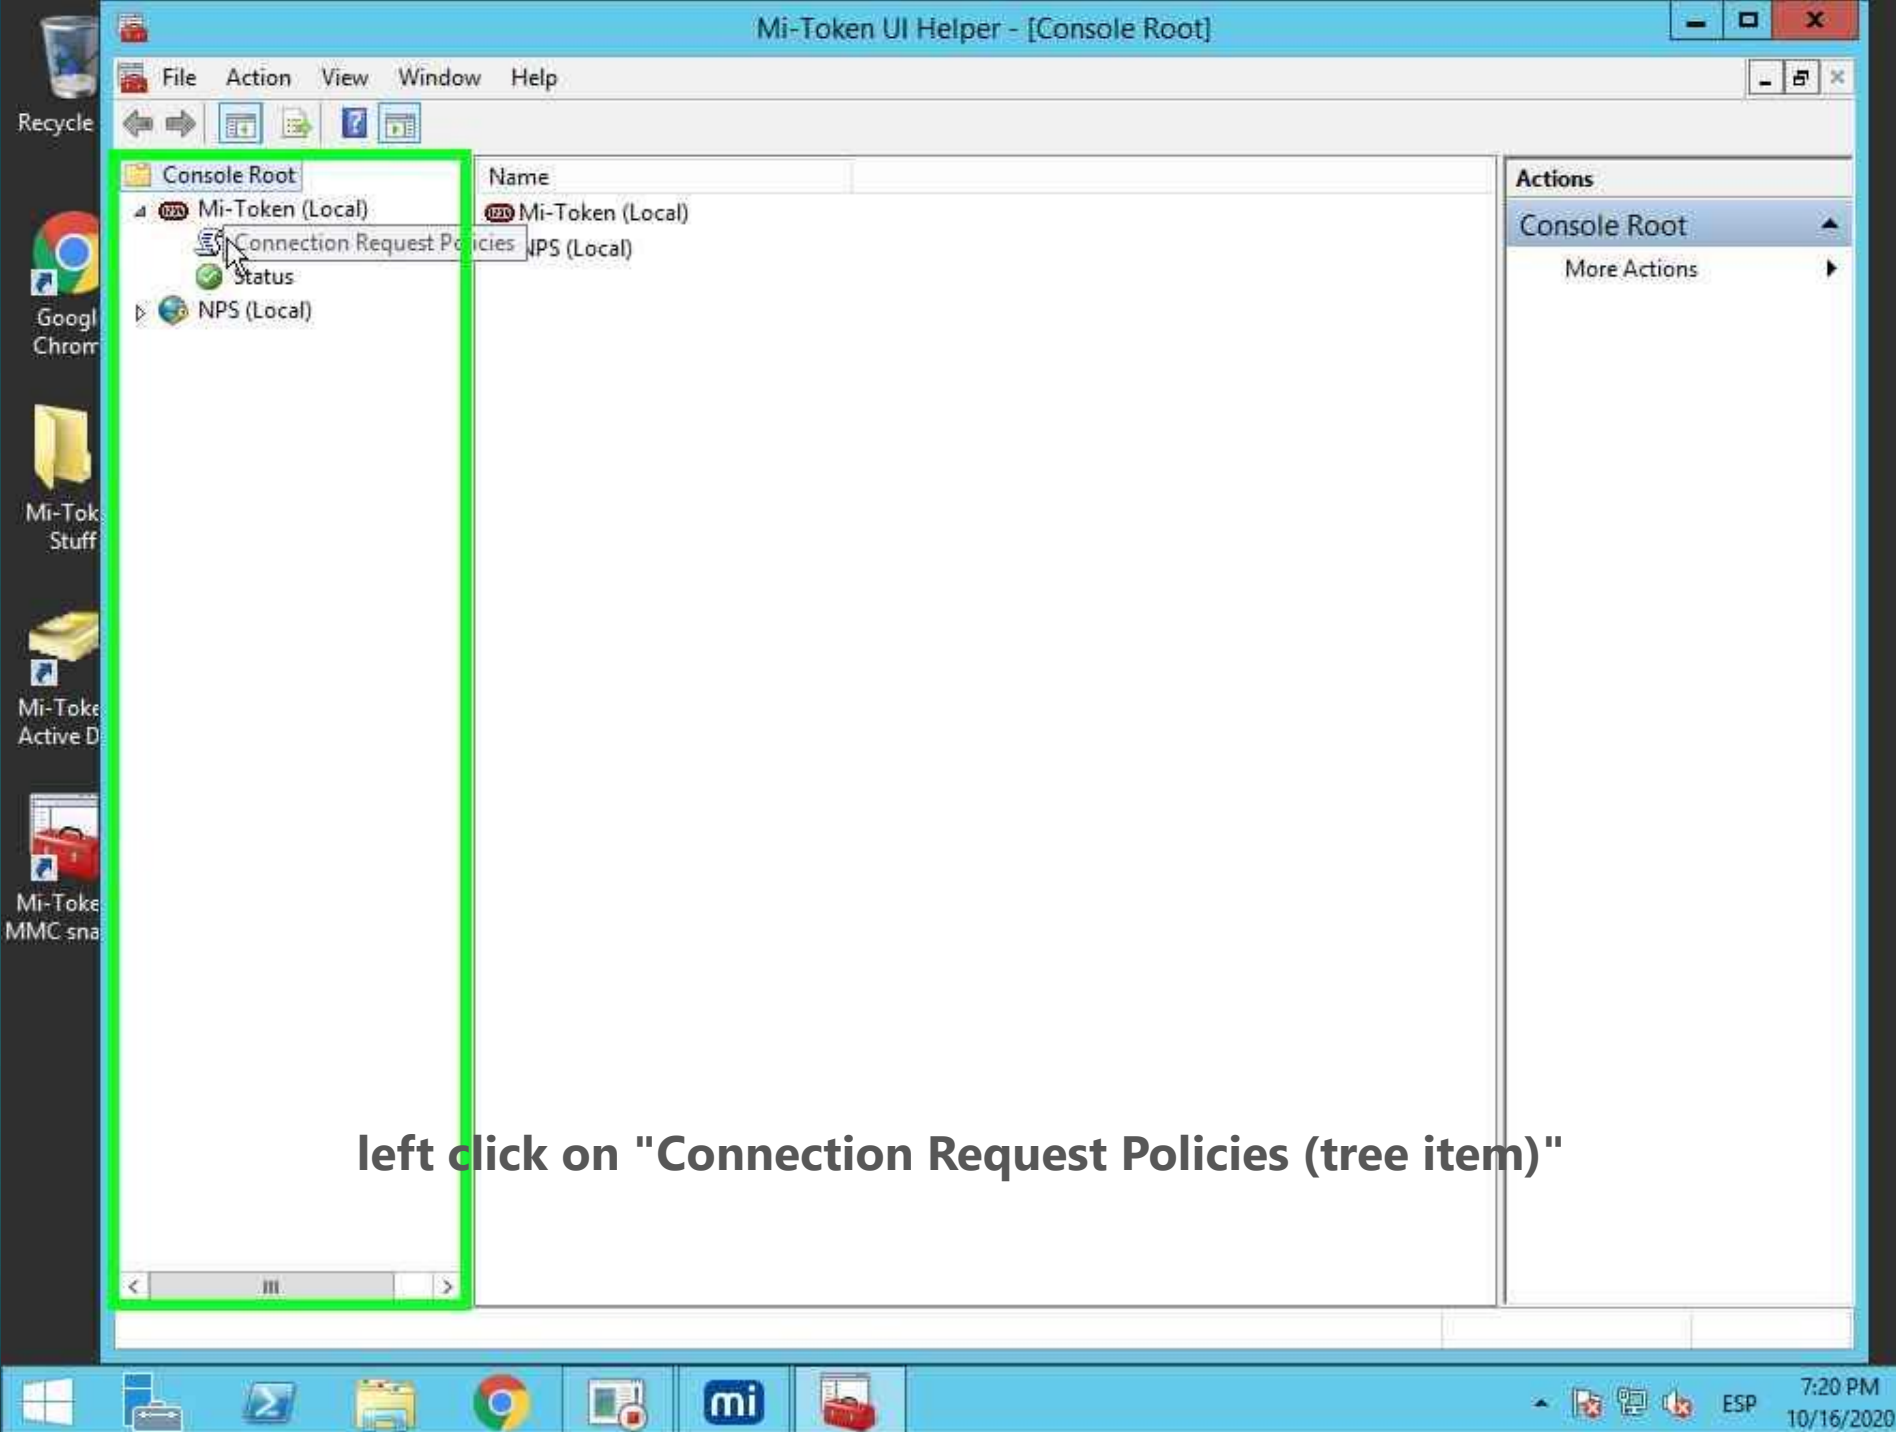 Mi-Token UI Helper - [Console Root]
File Action View Window Help
Recycle
Console Root
Mi-Token (Local)
Connection Request Policies
Status
NPS (Local)
Name
Mi-Token (Local)
NPS (Local)
Actions
Console Root
More Actions
Googl
Chrom
Mi-Tok
Stuff
Mi-Toke
Active D
Mi-Toke
MMC sna
left click on "Connection Request Policies (tree item)"
mi
ESP
7:20 PM
10/16/2020